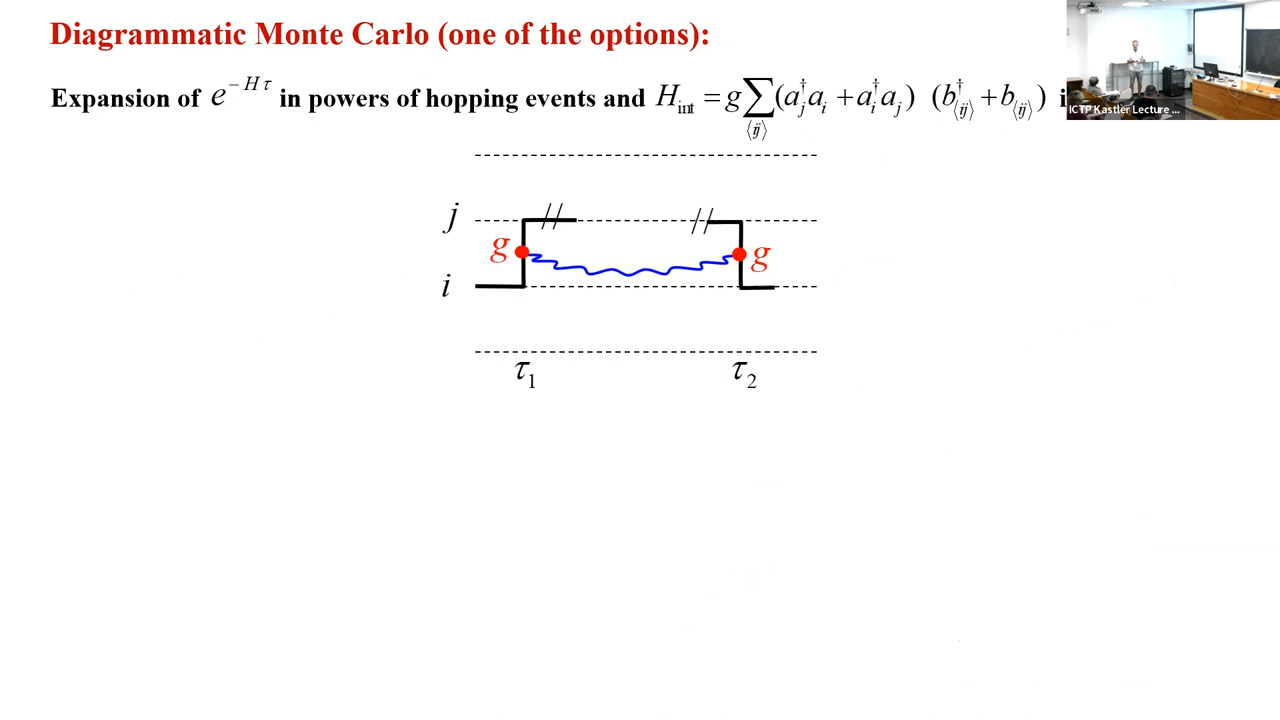 Diagrammatic Monte Carlo (one of the options):
Expansion of e^{-Hτ} in powers of hopping events and H_int = g∑_{⟨ij⟩}(a_j^† a_i + a_i^† a_j) (b_{⟨ij⟩}^† + b_{⟨ij⟩}) i
ICTP Kastler Lecture ...
j
g g
i
τ_1 τ_2